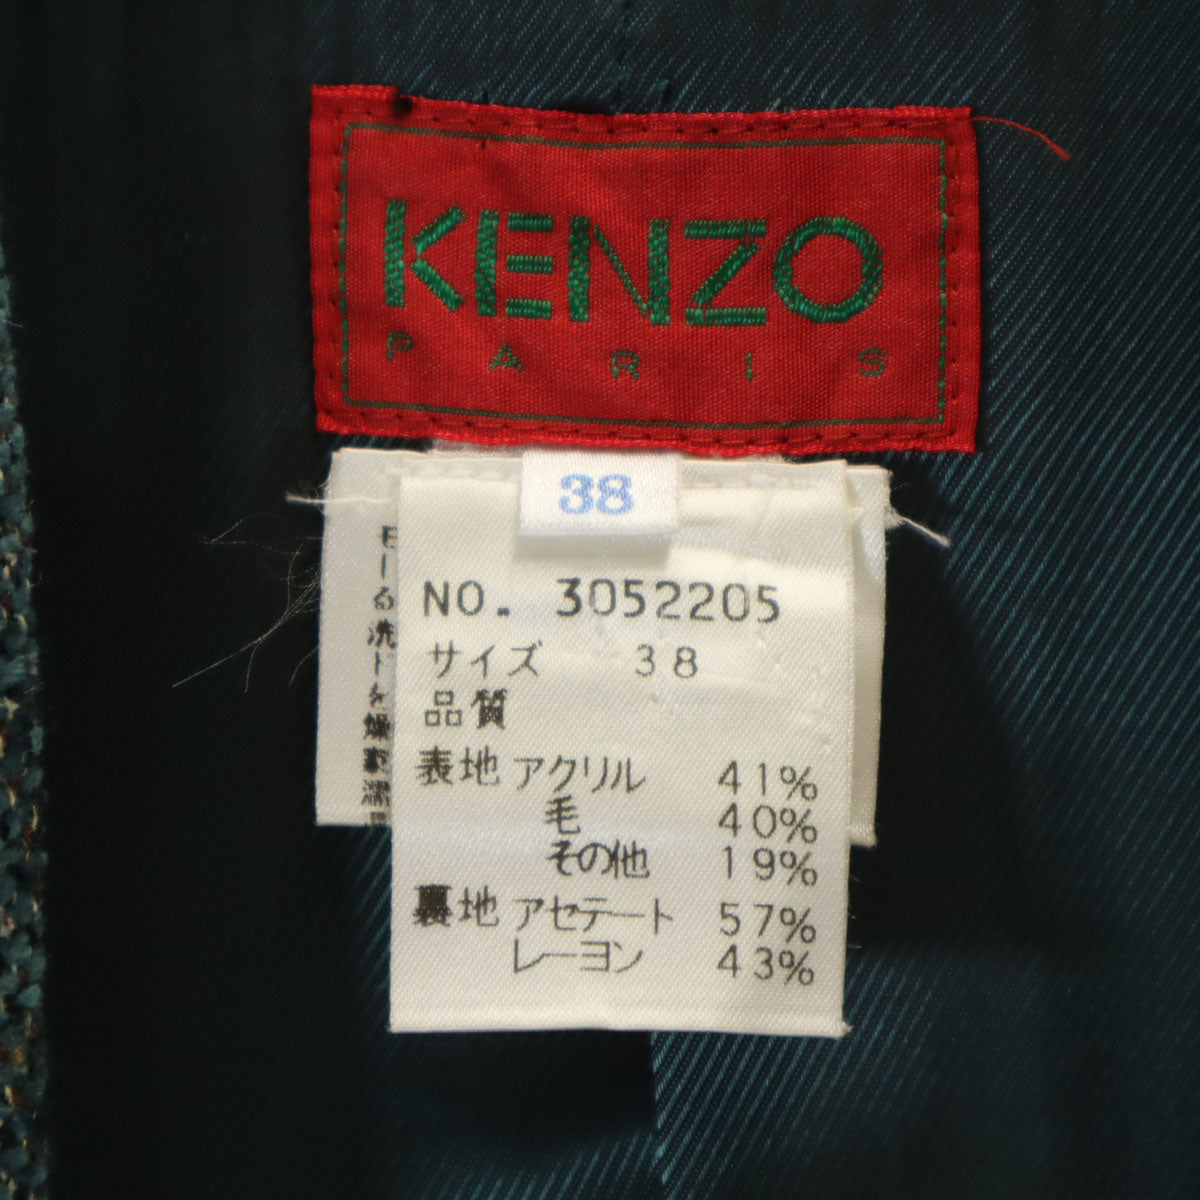 KENZO
PARIS
38
NO. 3052205
サイズ 38
品質
表地 アクリル 41%
毛 40%
その他 19%
裏地 アセテート 57%
レーヨン 43%